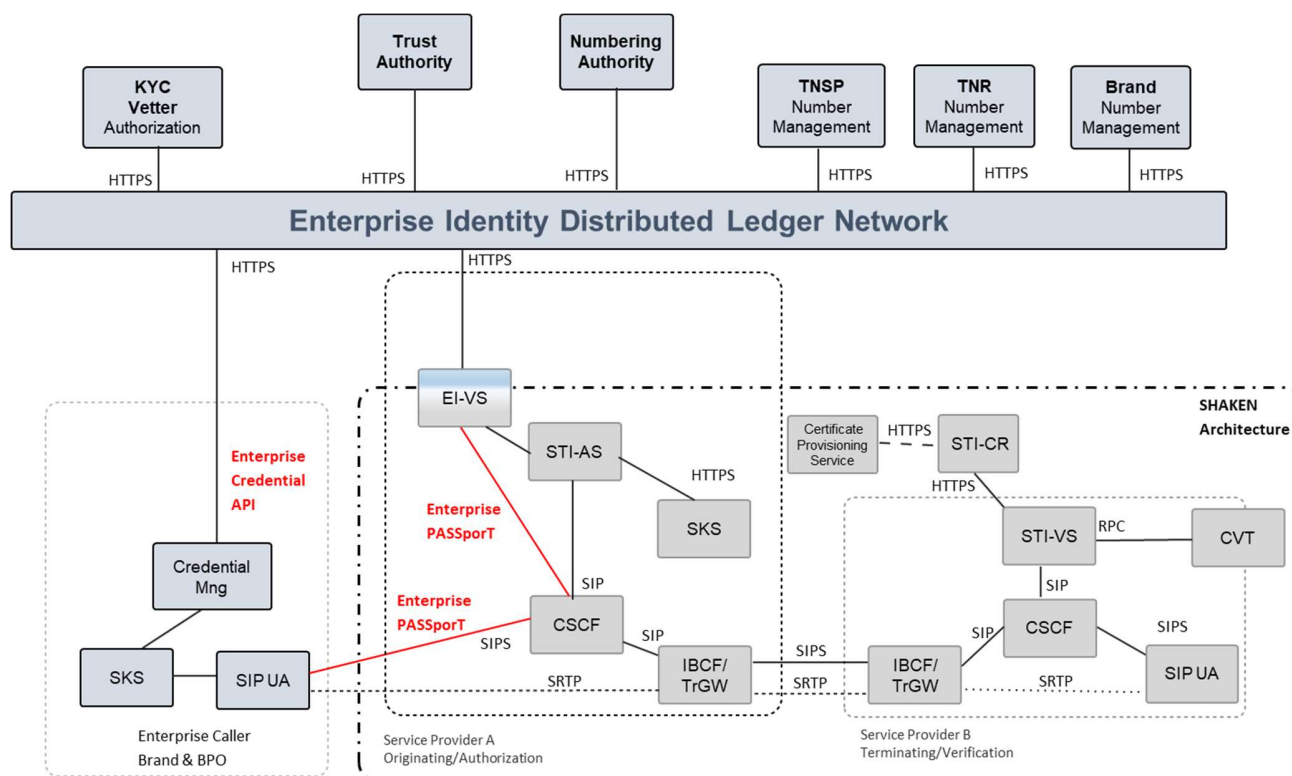 KYC
Vetter
Authorization
Trust
Authority
Numbering
Authority
TNSP
Number
Management
TNR
Number
Management
Brand
Number
Management
HTTPS
HTTPS
HTTPS
HTTPS
HTTPS
HTTPS
Enterprise Identity Distributed Ledger Network
HTTPS
HTTPS
EI-VS
SHAKEN
Architecture
Certificate
Provisioning
Service
HTTPS
STI-CR
STI-AS
HTTPS
HTTPS
Enterprise
Credential
API
Enterprise
PASSporT
SKS
STI-VS
RPC
CVT
Credential
Mng
SIP
SIP
Enterprise
PASSporT
SIPS
CSCF
SIP
CSCF
SIP
SIPS
SKS
SIP UA
SRTP
IBCF/
TrGW
SIPS
SRTP
IBCF/
TrGW
SRTP
SIP UA
Enterprise Caller
Brand & BPO
Service Provider A
Originating/Authorization
Service Provider B
Terminating/Verification